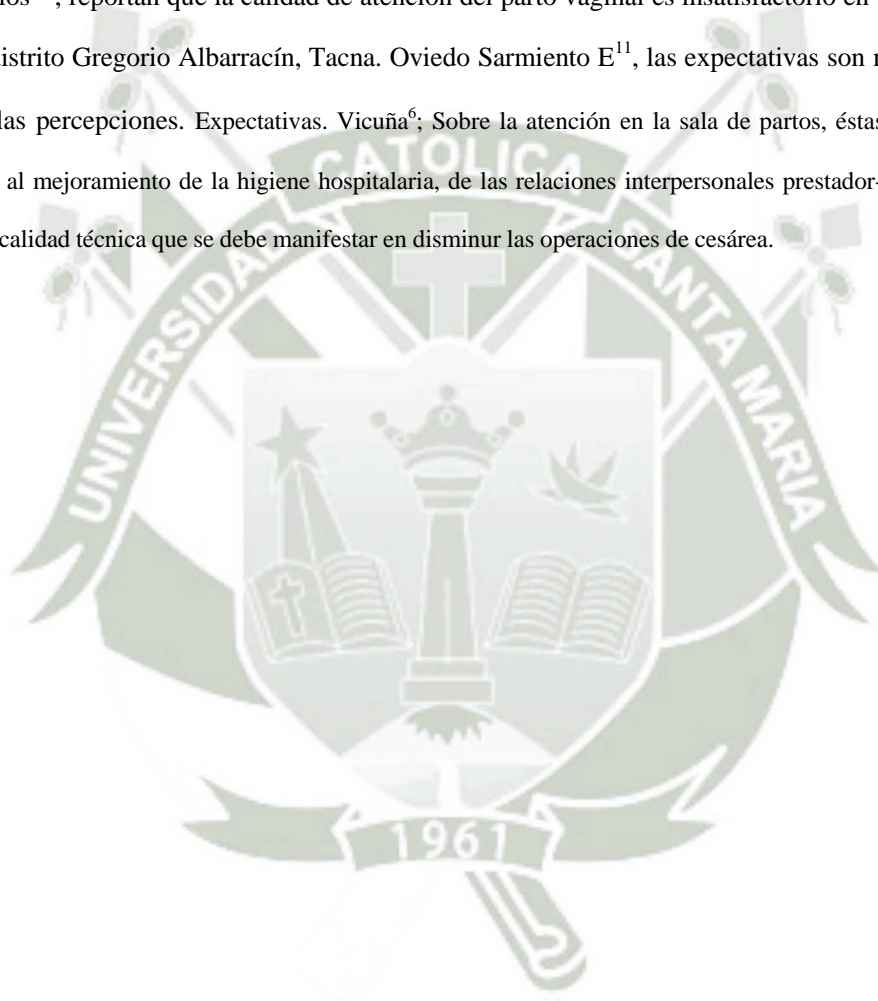 reportan que la calidad de atención del parto vaginal es insatisfactorio en
distrito Gregorio Albarracín, Tacna. Oviedo Sarmiento E11, las expectativas son
las percepciones. Expectativas. Vicuña6; Sobre la atención en la sala de partos, éstas
al mejoramiento de la higiene hospitalaria, de las relaciones interpersonales prestador-
calidad técnica que se debe manifestar en disminur las operaciones de cesárea.
UNIVERSIDAD CATOLICA SANTA MARIA
1961